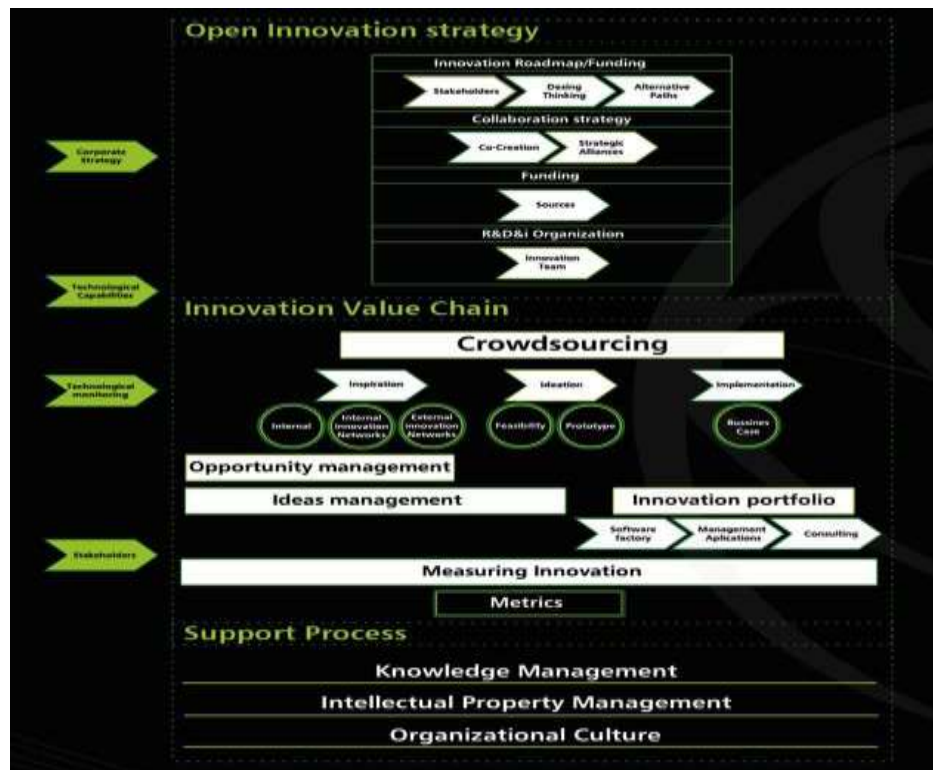 Open Innovation strategy
Innovation Roadmap/Funding
Stakeholders
Desing
Thinking
Alternative
Paths
Collaboration strategy
Co-Creation
Strategic
Alliances
Funding
Sources
R&D&i Organization
Innovation
Team
Corporate
Strategy
Technological
Capabilities
Technological
monitoring
Stakeholders
Innovation Value Chain
Crowdsourcing
Inspiration
Ideation
Implementation
Internal
Internal
Innovation
Networks
External
innovation
Networks
Feasibility
Prototype
Bussines
Case
Opportunity management
Ideas management
Innovation portfolio
Software
factory
Management
Aplications
Consulting
Measuring Innovation
Metrics
Support Process
Knowledge Management
Intellectual Property Management
Organizational Culture